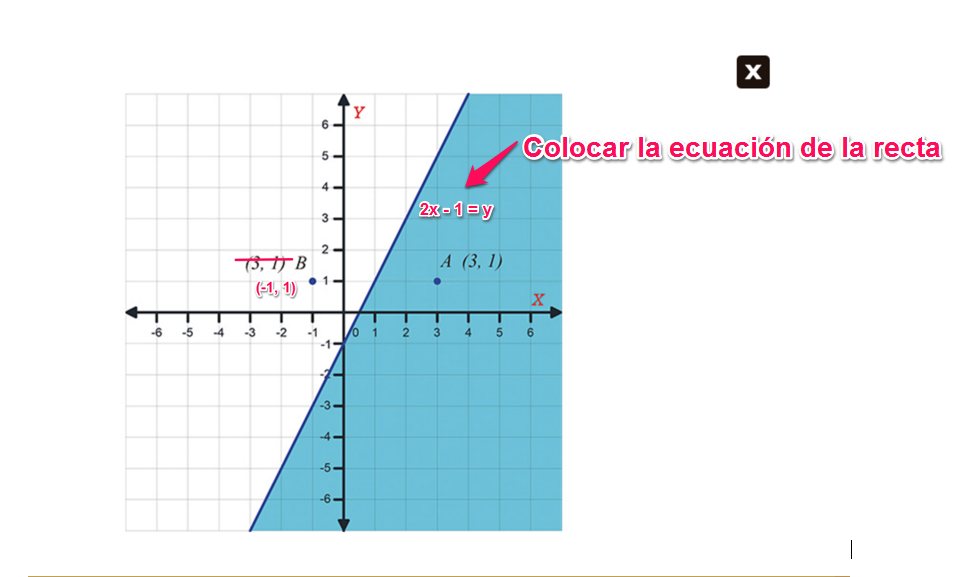 X
Y
6
5
Colocar la ecuación de la recta
4
2x - 1 = y
3
2
(3, 1) B
A (3, 1)
1
(-1, 1)
X
-6 -5 -4 -3 -2 -1 0 1 2 3 4 5 6
-1
-2
-3
-4
-5
-6